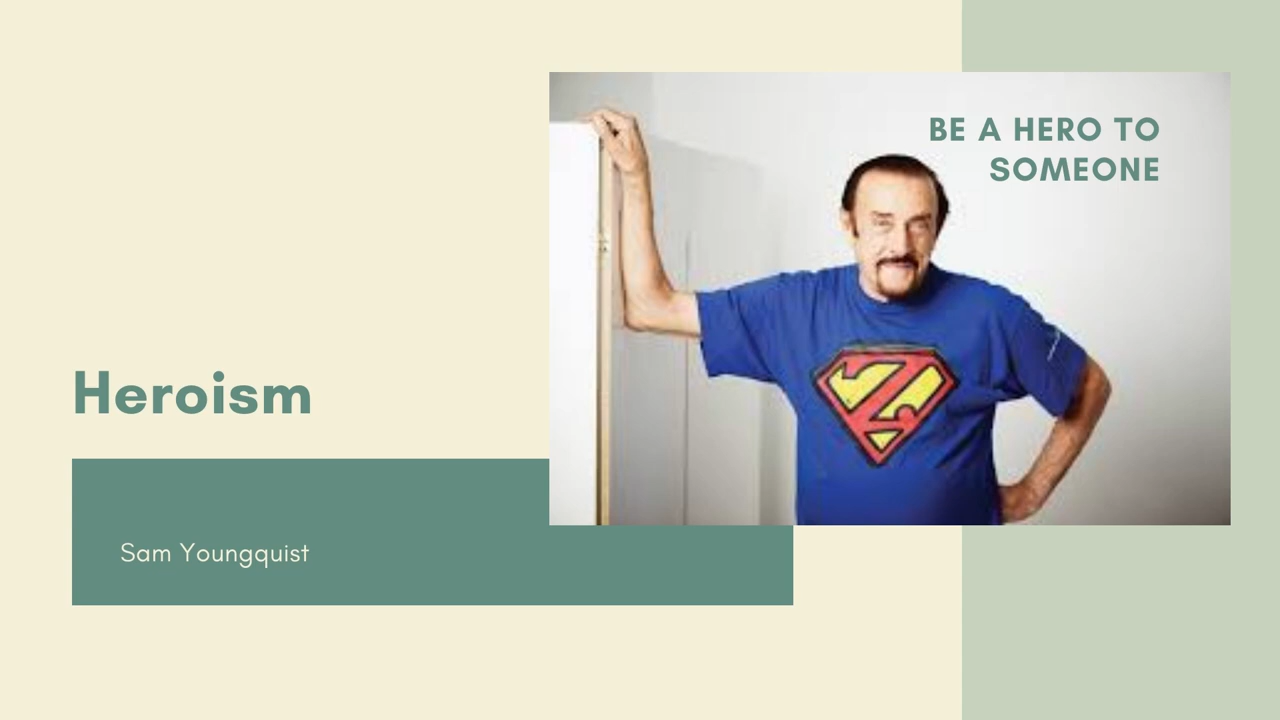 BE A HERO TO
SOMEONE
Z
Heroism
Sam Youngquist